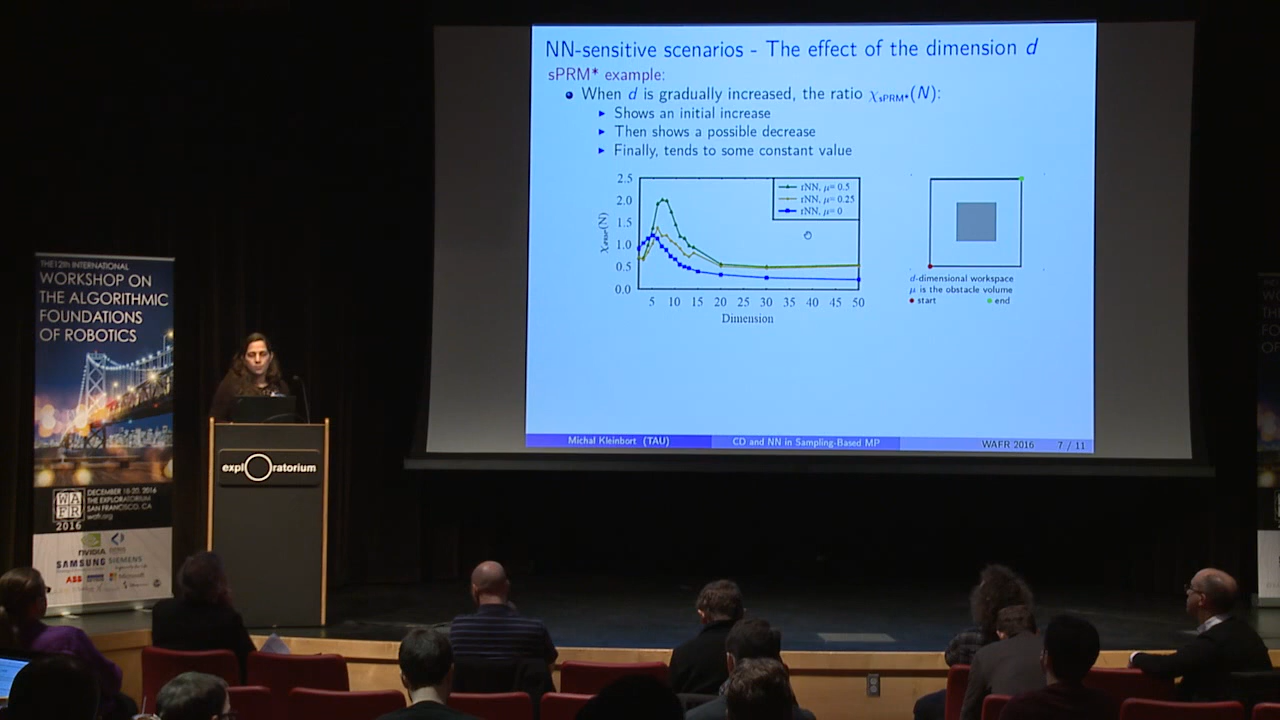 NN-sensitive scenarios - The effect of the dimension d
sPRM* example:
When d is gradually increased, the ratio χsPRM*(N):
Shows an initial increase
Then shows a possible decrease
Finally, tends to some constant value
2.5
2.0
1.5
1.0
0.5
0.0
rNN, μ= 0.5
rNN, μ= 0.25
rNN, μ= 0
5 10 15 20 25 30 35 40 45 50
Dimension
d-dimensional workspace
μ is the obstacle volume
start end
Michal Kleinbort (TAU) CD and NN in Sampling-Based MP WAFR 2016 7 / 11
THE12th INTERNATIONAL
WORKSHOP ON
THE ALGORITHMIC
FOUNDATIONS
OF ROBOTICS
WAFR
2016
DECEMBER 18-20, 2016
THE EXPLORATORIUM
SAN FRANCISCO, CA
wafr.org
NVIDIA
SAMSUNG SIEMENS
ABB
Microsoft
exploratorium